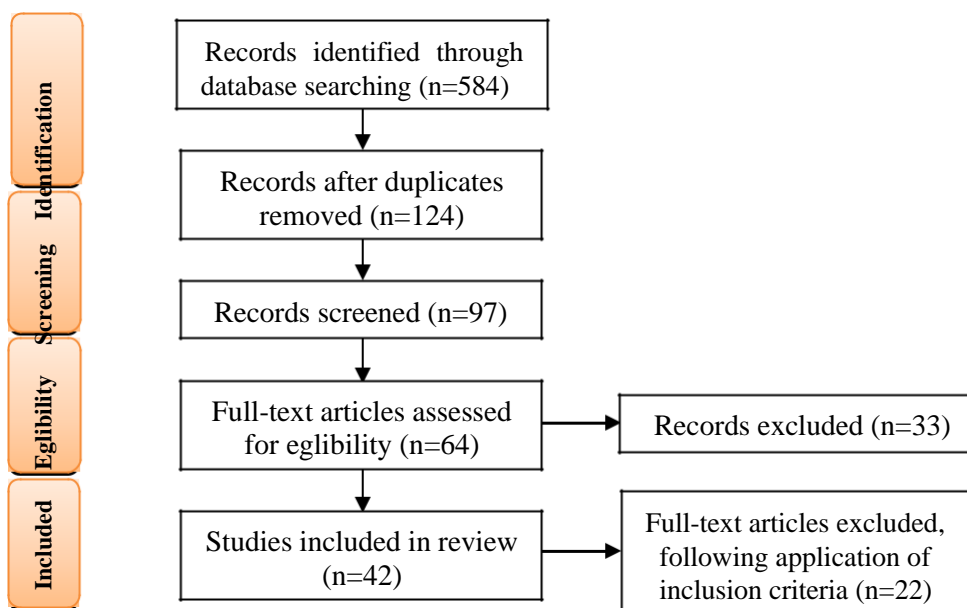 Identification
Records identified through
database searching (n=584)
Records after duplicates
removed (n=124)
Screening
Records screened (n=97)
Eglibility
Full-text articles assessed
for eglibility (n=64)
Records excluded (n=33)
Included
Studies included in review
(n=42)
Full-text articles excluded,
following application of
inclusion criteria (n=22)